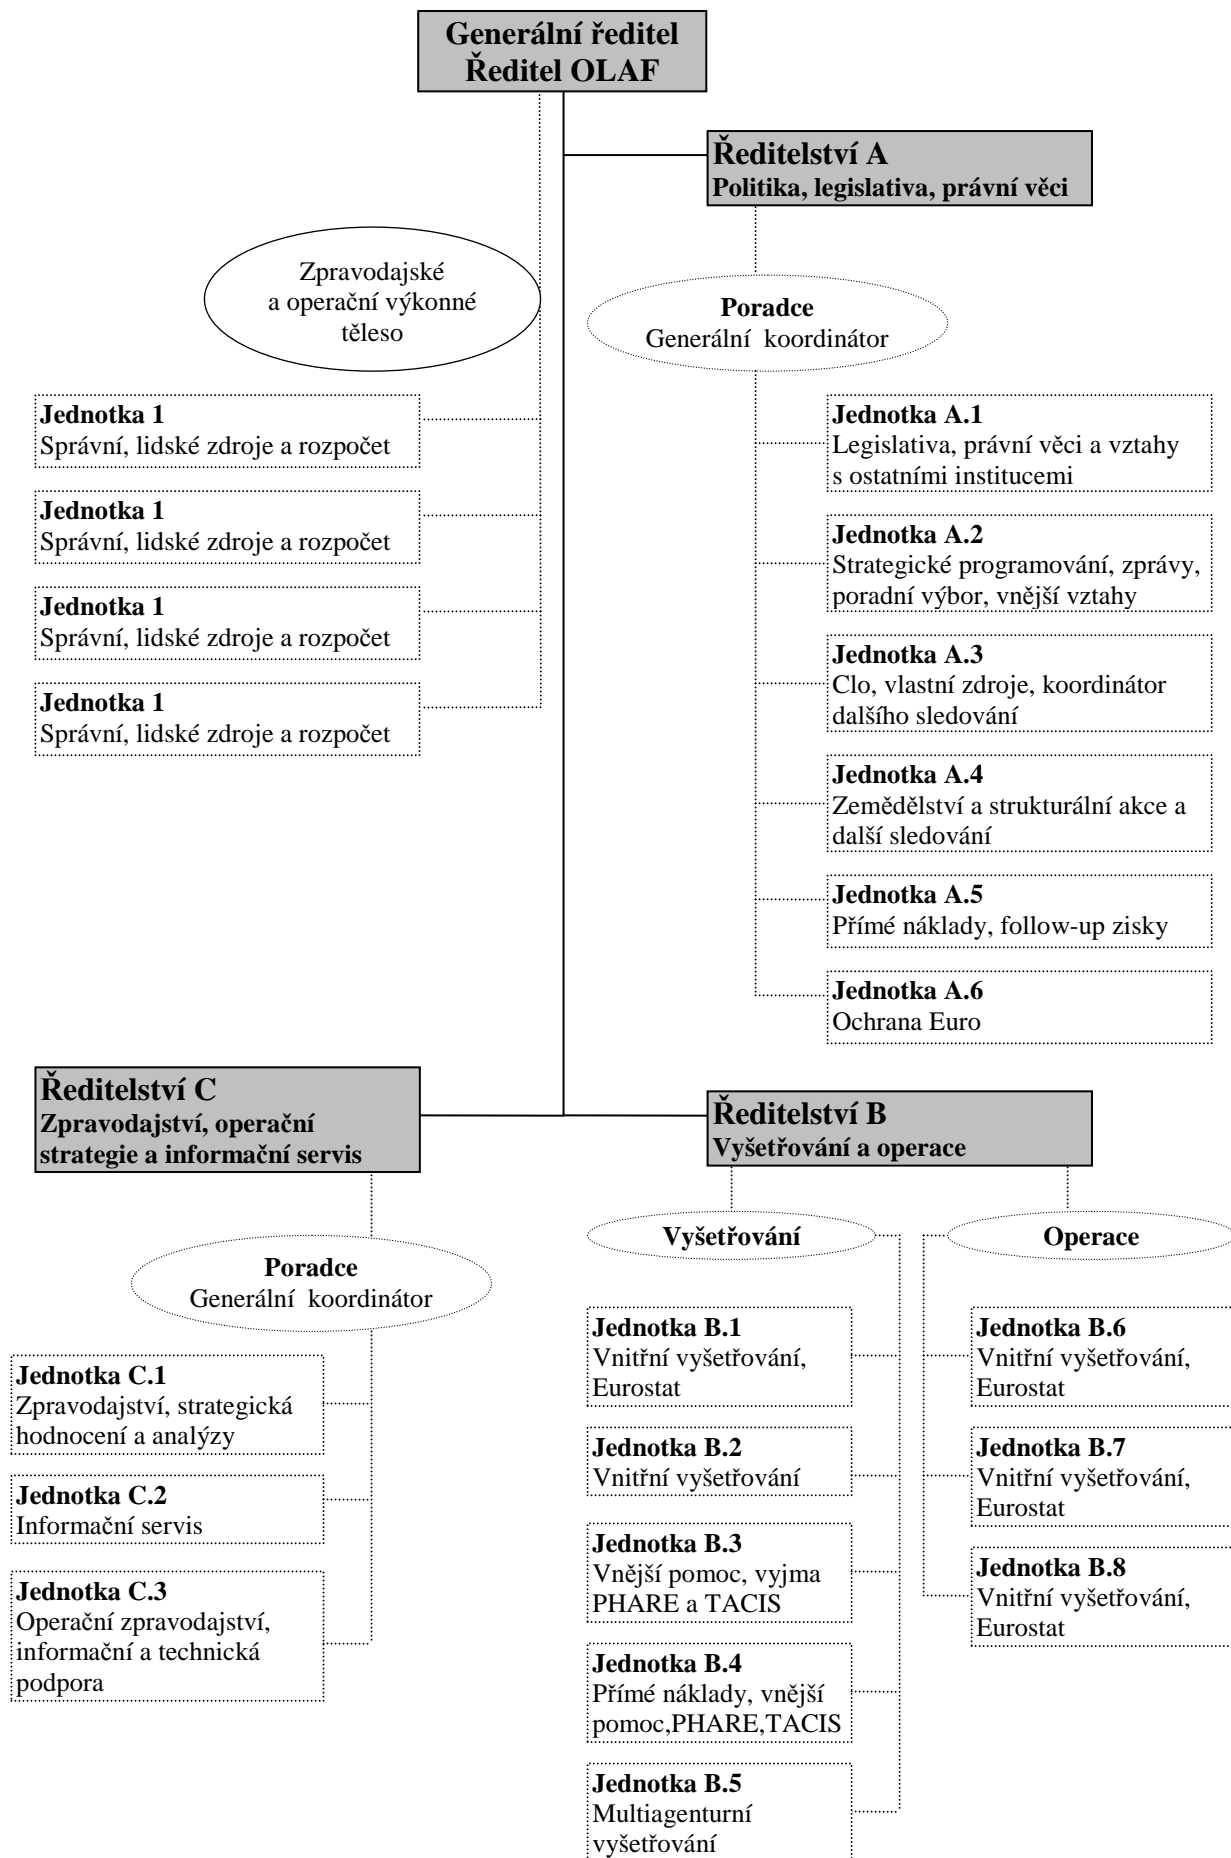 Generální ředitel
Ředitel OLAF
Ředitelství A
Politika, legislativa, právní věci
Zpravodajské
a operační výkonné
těleso
Poradce
Generální koordinátor
Jednotka 1
Správní, lidské zdroje a rozpočet
Jednotka 1
Správní, lidské zdroje a rozpočet
Jednotka 1
Správní, lidské zdroje a rozpočet
Jednotka 1
Správní, lidské zdroje a rozpočet
Jednotka A.1
Legislativa, právní věci a vztahy
s ostatními institucemi
Jednotka A.2
Strategické programování, zprávy,
poradní výbor, vnější vztahy
Jednotka A.3
Clo, vlastní zdroje, koordinátor
dalšího sledování
Jednotka A.4
Zemědělství a strukturální akce a
další sledování
Jednotka A.5
Přímé náklady, follow-up zisky
Jednotka A.6
Ochrana Euro
Ředitelství C
Zpravodajství, operační
strategie a informační servis
Poradce
Generální koordinátor
Jednotka C.1
Zpravodajství, strategická
hodnocení a analýzy
Jednotka C.2
Informační servis
Jednotka C.3
Operační zpravodajství,
informační a technická
podpora
Ředitelství B
Vyšetřování a operace
Vyšetřování
Jednotka B.1
Vnitřní vyšetřování,
Eurostat
Jednotka B.2
Vnitřní vyšetřování
Jednotka B.3
Vnější pomoc, vyjma
PHARE a TACIS
Jednotka B.4
Přímé náklady, vnější
pomoc,PHARE,TACIS
Jednotka B.5
Multiagenturní
vyšetřování
Operace
Jednotka B.6
Vnitřní vyšetřování,
Eurostat
Jednotka B.7
Vnitřní vyšetřování,
Eurostat
Jednotka B.8
Vnitřní vyšetřování,
Eurostat